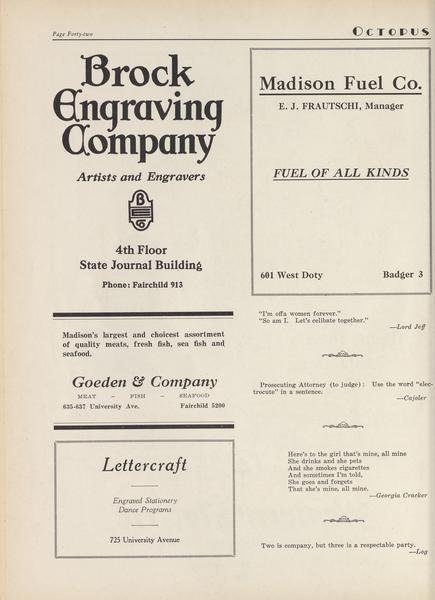 Page Forty-two
OCTOPUS
Brock
Engraving
Company
Artists and Engravers
B
E
C
4th Floor
State Journal Building
Phone: Fairchild 913
Madison's largest and choicest assortment
of quality meats, fresh fish, sea fish and
seafood.
Goeden & Company
MEAT – FISH – SEAFOOD
635-637 University Ave. Fairchild 5200
Lettercraft
Engraved Stationery
Dance Programs
725 University Avenue
Madison Fuel Co.
E. J. FRAUTSCHI, Manager
FUEL OF ALL KINDS
601 West Doty Badger 3
"I'm offa women forever."
"So am I. Let's celibate together."
—Lord Jeff
Prosecuting Attorney (to judge): Use the word "elec-
trocute" in a sentence.
—Cajoler
Here's to the girl that's mine, all mine
She drinks and she pets
And she smokes cigarettes
And sometimes I'm told,
She goes and forgets
That she's mine, all mine.
—Georgia Cracker
Two is company, but three is a respectable party.
—Log